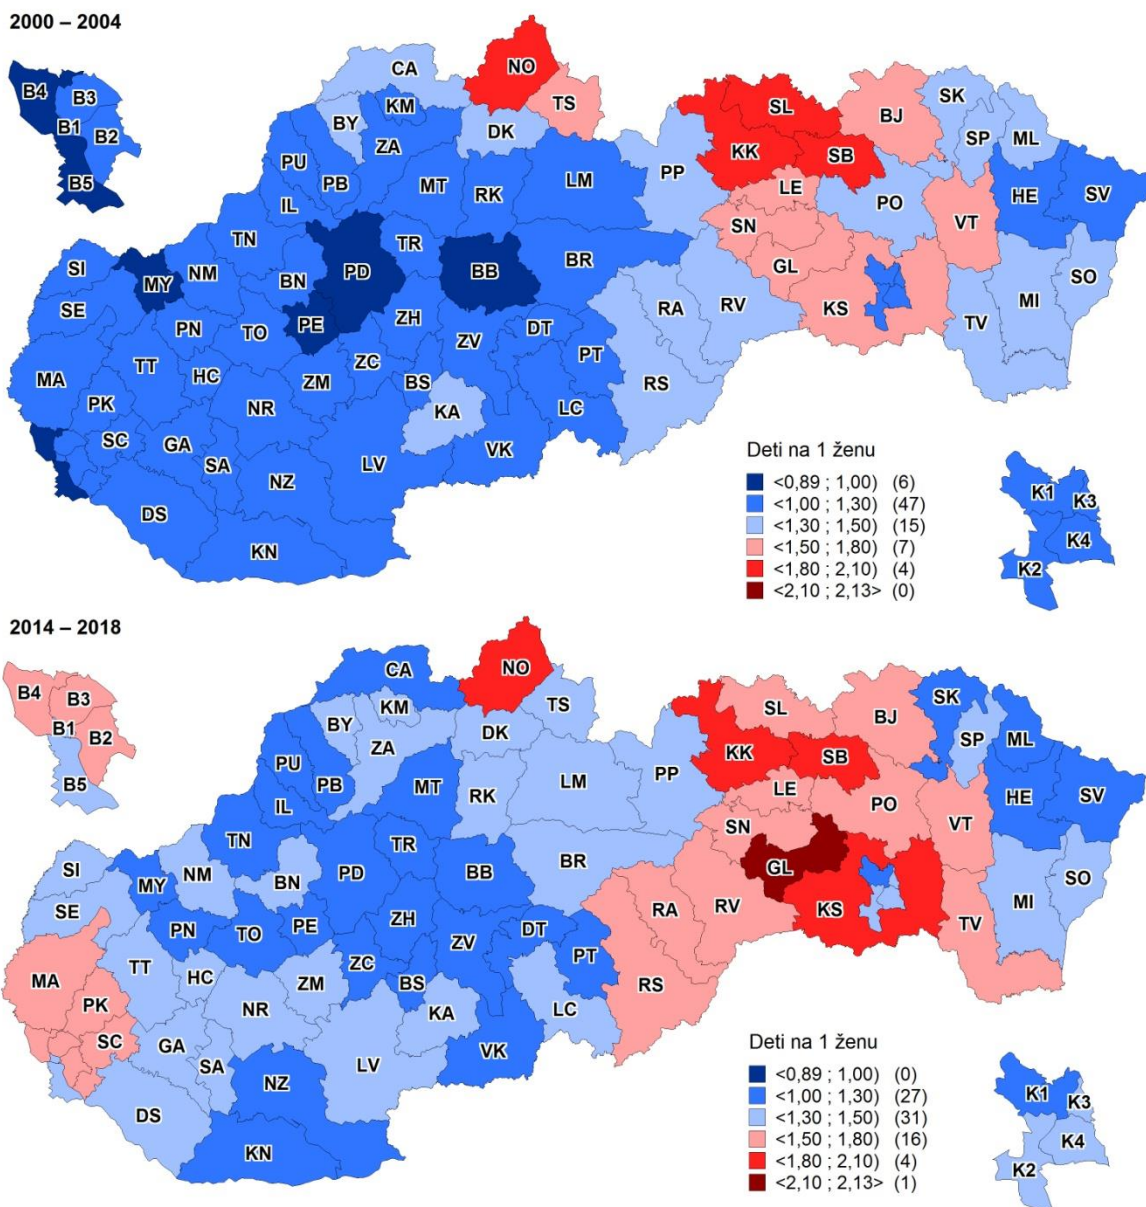 2000 – 2004
B4
B3
B1
B2
B5
CA
NO
TS
KM
BY
DK
ZA
PU
PB
MT
RK
LM
IL
TN
TR
SI
MY
NM
BN
PD
BB
BR
SE
PN
TO
PE
ZH
ZV
DT
PT
MA
TT
HC
ZM
ZC
BS
KA
LC
PK
NR
SC
GA
SA
NZ
LV
VK
DS
KN
SL
BJ
SK
SP
ML
KK
SB
PP
LE
PO
HE
SV
SN
VT
GL
RA
RV
KS
SO
MI
TV
RS
Deti na 1 ženu
<0,89 ; 1,00) (6)
<1,00 ; 1,30) (47)
<1,30 ; 1,50) (15)
<1,50 ; 1,80) (7)
<1,80 ; 2,10) (4)
<2,10 ; 2,13> (0)
K1
K3
K4
K2
2014 – 2018
B4
B3
B1
B2
B5
CA
NO
TS
KM
BY
DK
ZA
PU
PB
MT
RK
LM
IL
TN
TR
SI
MY
NM
BN
PD
BB
BR
SE
PN
TO
PE
ZH
ZV
DT
PT
MA
TT
HC
ZM
ZC
BS
KA
LC
PK
NR
SC
GA
SA
NZ
LV
VK
DS
KN
SL
BJ
SK
SP
ML
KK
SB
PP
LE
PO
HE
SV
SN
VT
GL
RA
RV
KS
SO
MI
TV
RS
Deti na 1 ženu
<0,89 ; 1,00) (0)
<1,00 ; 1,30) (27)
<1,30 ; 1,50) (31)
<1,50 ; 1,80) (16)
<1,80 ; 2,10) (4)
<2,10 ; 2,13> (1)
K1
K3
K4
K2